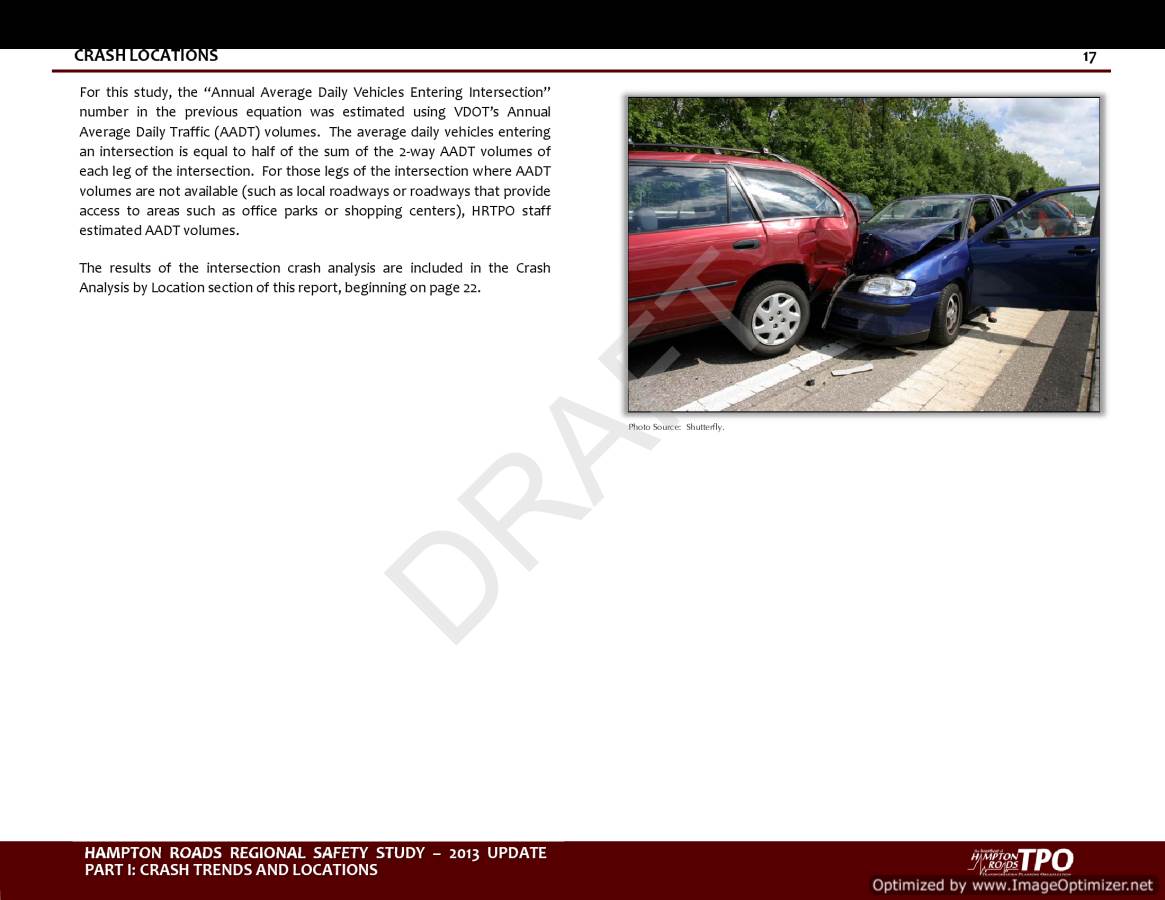 CRASH LOCATIONS
17
For this study, the “Annual Average Daily Vehicles Entering Intersection”
number in the previous equation was estimated using VDOT’s Annual
Average Daily Traffic (AADT) volumes. The average daily vehicles entering
an intersection is equal to half of the sum of the 2-way AADT volumes of
each leg of the intersection. For those legs of the intersection where AADT
volumes are not available (such as local roadways or roadways that provide
access to areas such as office parks or shopping centers), HRTPO staff
estimated AADT volumes.
The results of the intersection crash analysis are included in the Crash
Analysis by Location section of this report, beginning on page 22.
Photo Source: Shutterfly.
DRAFT
HAMPTON ROADS REGIONAL SAFETY STUDY – 2013 UPDATE
PART I: CRASH TRENDS AND LOCATIONS
HAMPTON
ROADS
TPO
TRANSPORTATION PLANNING ORGANIZATION
Optimized by www.ImageOptimizer.net